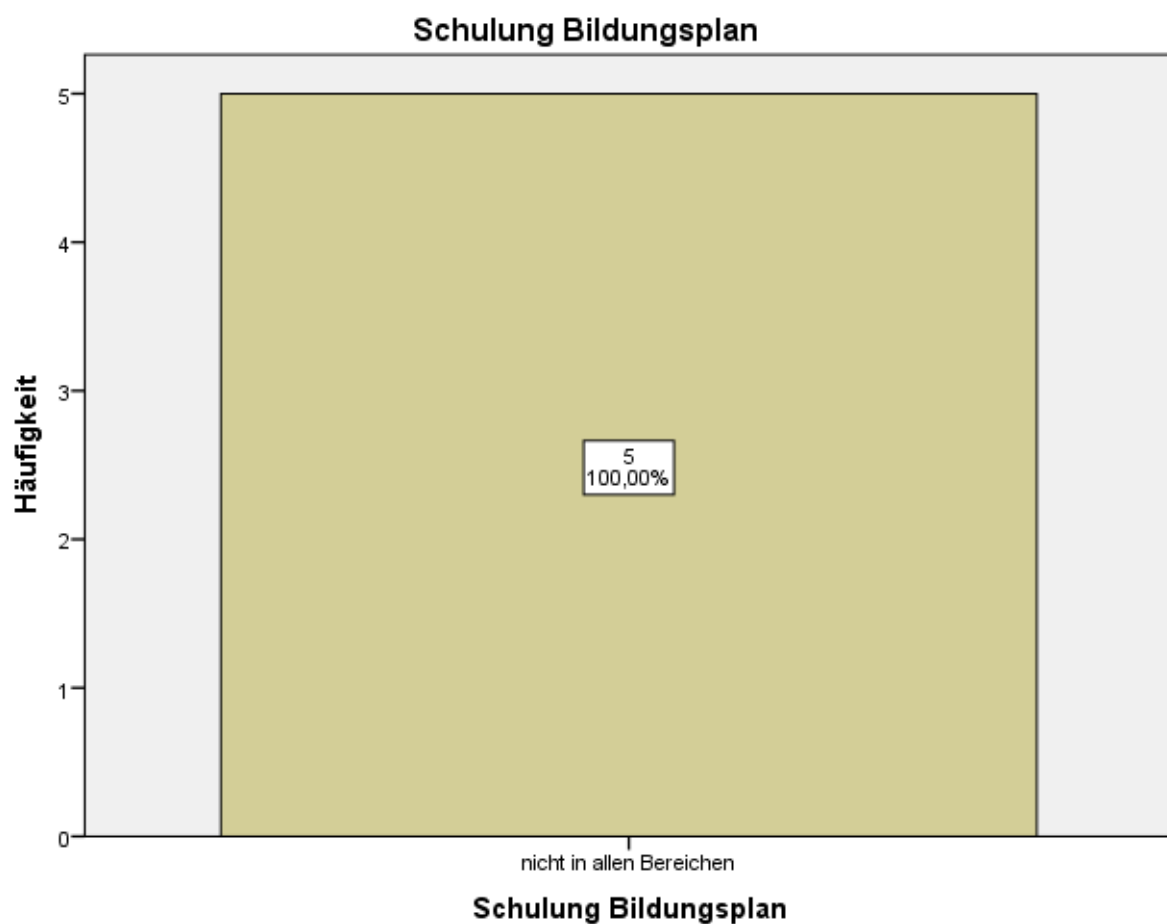 Schulung Bildungsplan
Häufigkeit
5
4
3
2
1
0
5
100,00%
nicht in allen Bereichen
Schulung Bildungsplan